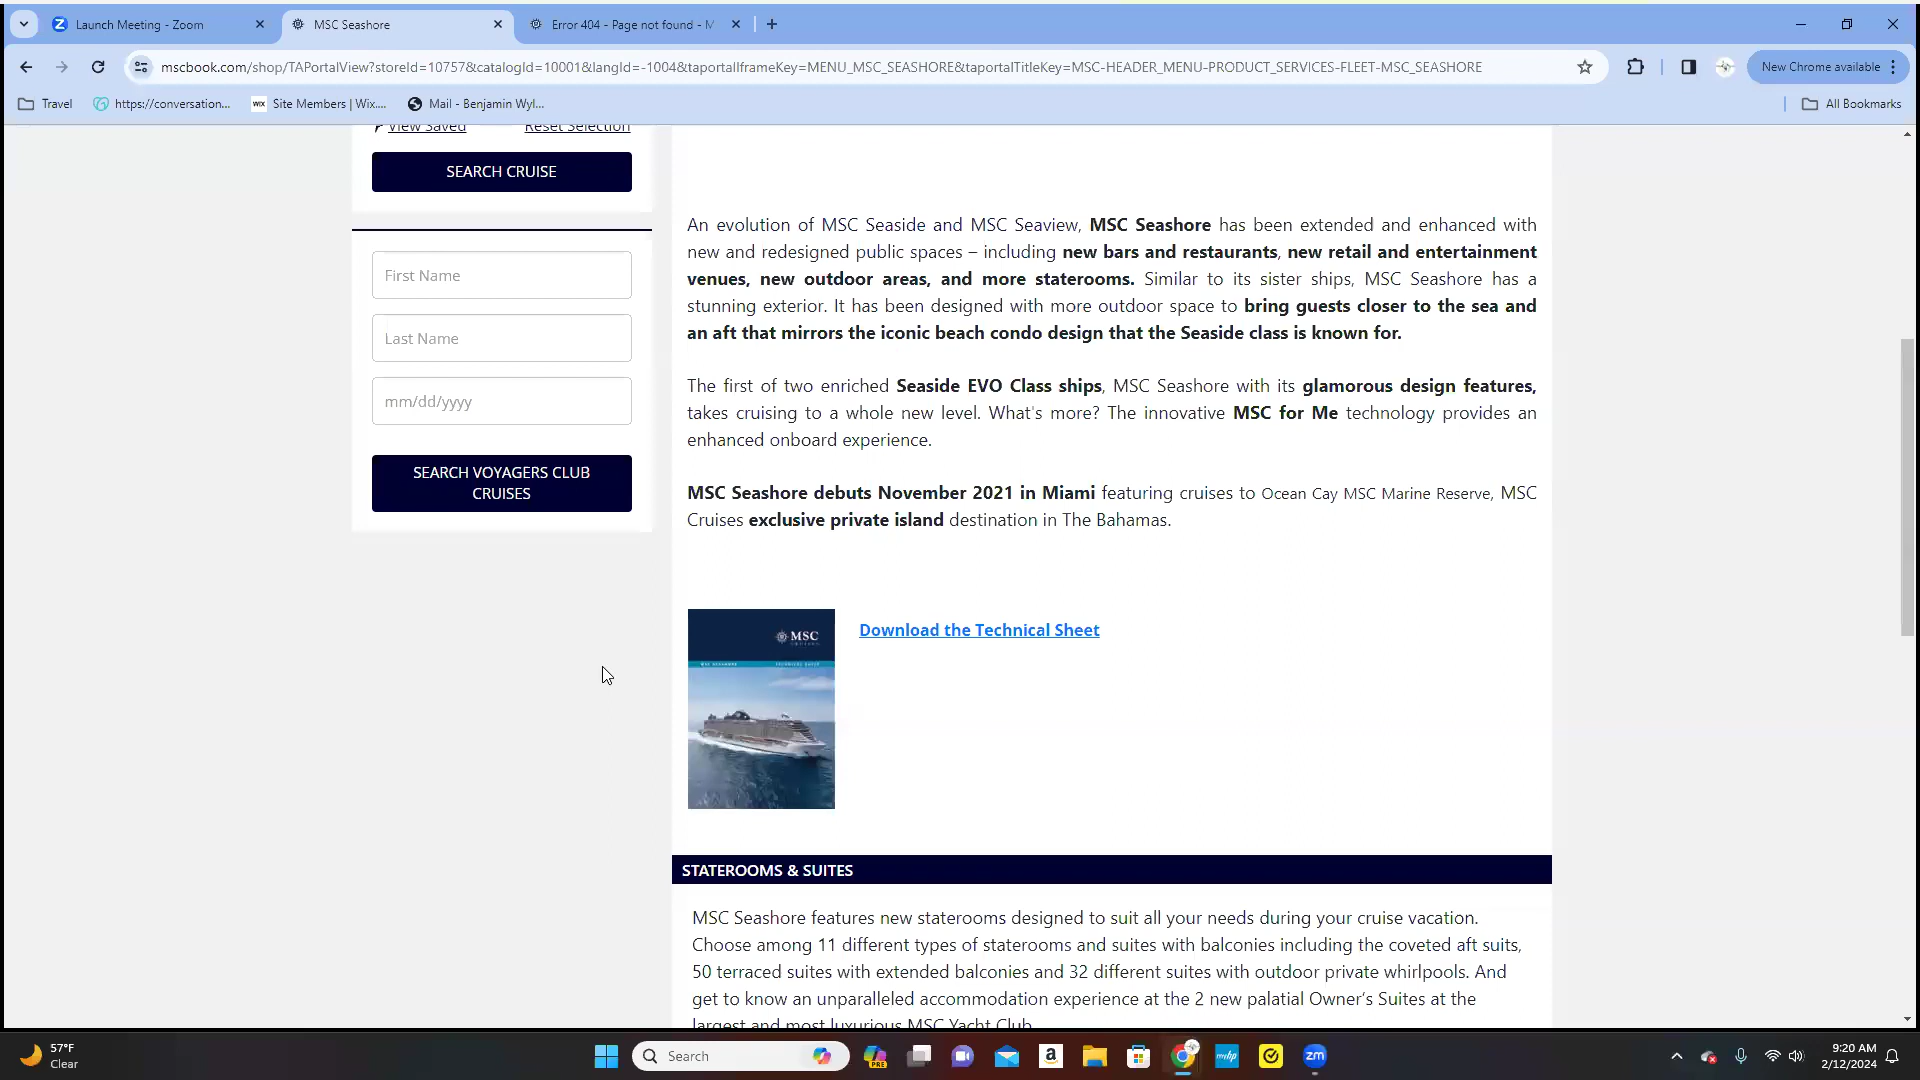 Launch Meeting - Zoom
MSC Seashore
Error 404 - Page not found - M
mscbook.com/shop/TAPortalView?storeId=10757&catalogId=10001&langId=-1004&taportalIframeKey=MENU_MSC_SEASHORE&taportalTitleKey=MSC-HEADER_MENU-PRODUCT_SERVICES-FLEET-MSC_SEASHORE
New Chrome available
Travel
https://conversation...
WIX Site Members | Wix....
Mail - Benjamin Wyl...
All Bookmarks
View Saved
Reset Selection
SEARCH CRUISE
First Name
Last Name
mm/dd/yyyy
SEARCH VOYAGERS CLUB
CRUISES
An evolution of MSC Seaside and MSC Seaview, MSC Seashore has been extended and enhanced with
new and redesigned public spaces – including new bars and restaurants, new retail and entertainment
venues, new outdoor areas, and more staterooms. Similar to its sister ships, MSC Seashore has a
stunning exterior. It has been designed with more outdoor space to bring guests closer to the sea and
an aft that mirrors the iconic beach condo design that the Seaside class is known for.
The first of two enriched Seaside EVO Class ships, MSC Seashore with its glamorous design features,
takes cruising to a whole new level. What's more? The innovative MSC for Me technology provides an
enhanced onboard experience.
MSC Seashore debuts November 2021 in Miami featuring cruises to Ocean Cay MSC Marine Reserve, MSC
Cruises exclusive private island destination in The Bahamas.
MSC
Download the Technical Sheet
STATEROOMS & SUITES
MSC Seashore features new staterooms designed to suit all your needs during your cruise vacation.
Choose among 11 different types of staterooms and suites with balconies including the coveted aft suits,
50 terraced suites with extended balconies and 32 different suites with outdoor private whirlpools. And
get to know an unparalleled accommodation experience at the 2 new palatial Owner's Suites at the
largest and most luxurious MSC Yacht Club
57°F
Clear
Search
PRE
a
zm
9:20 AM
2/12/2024